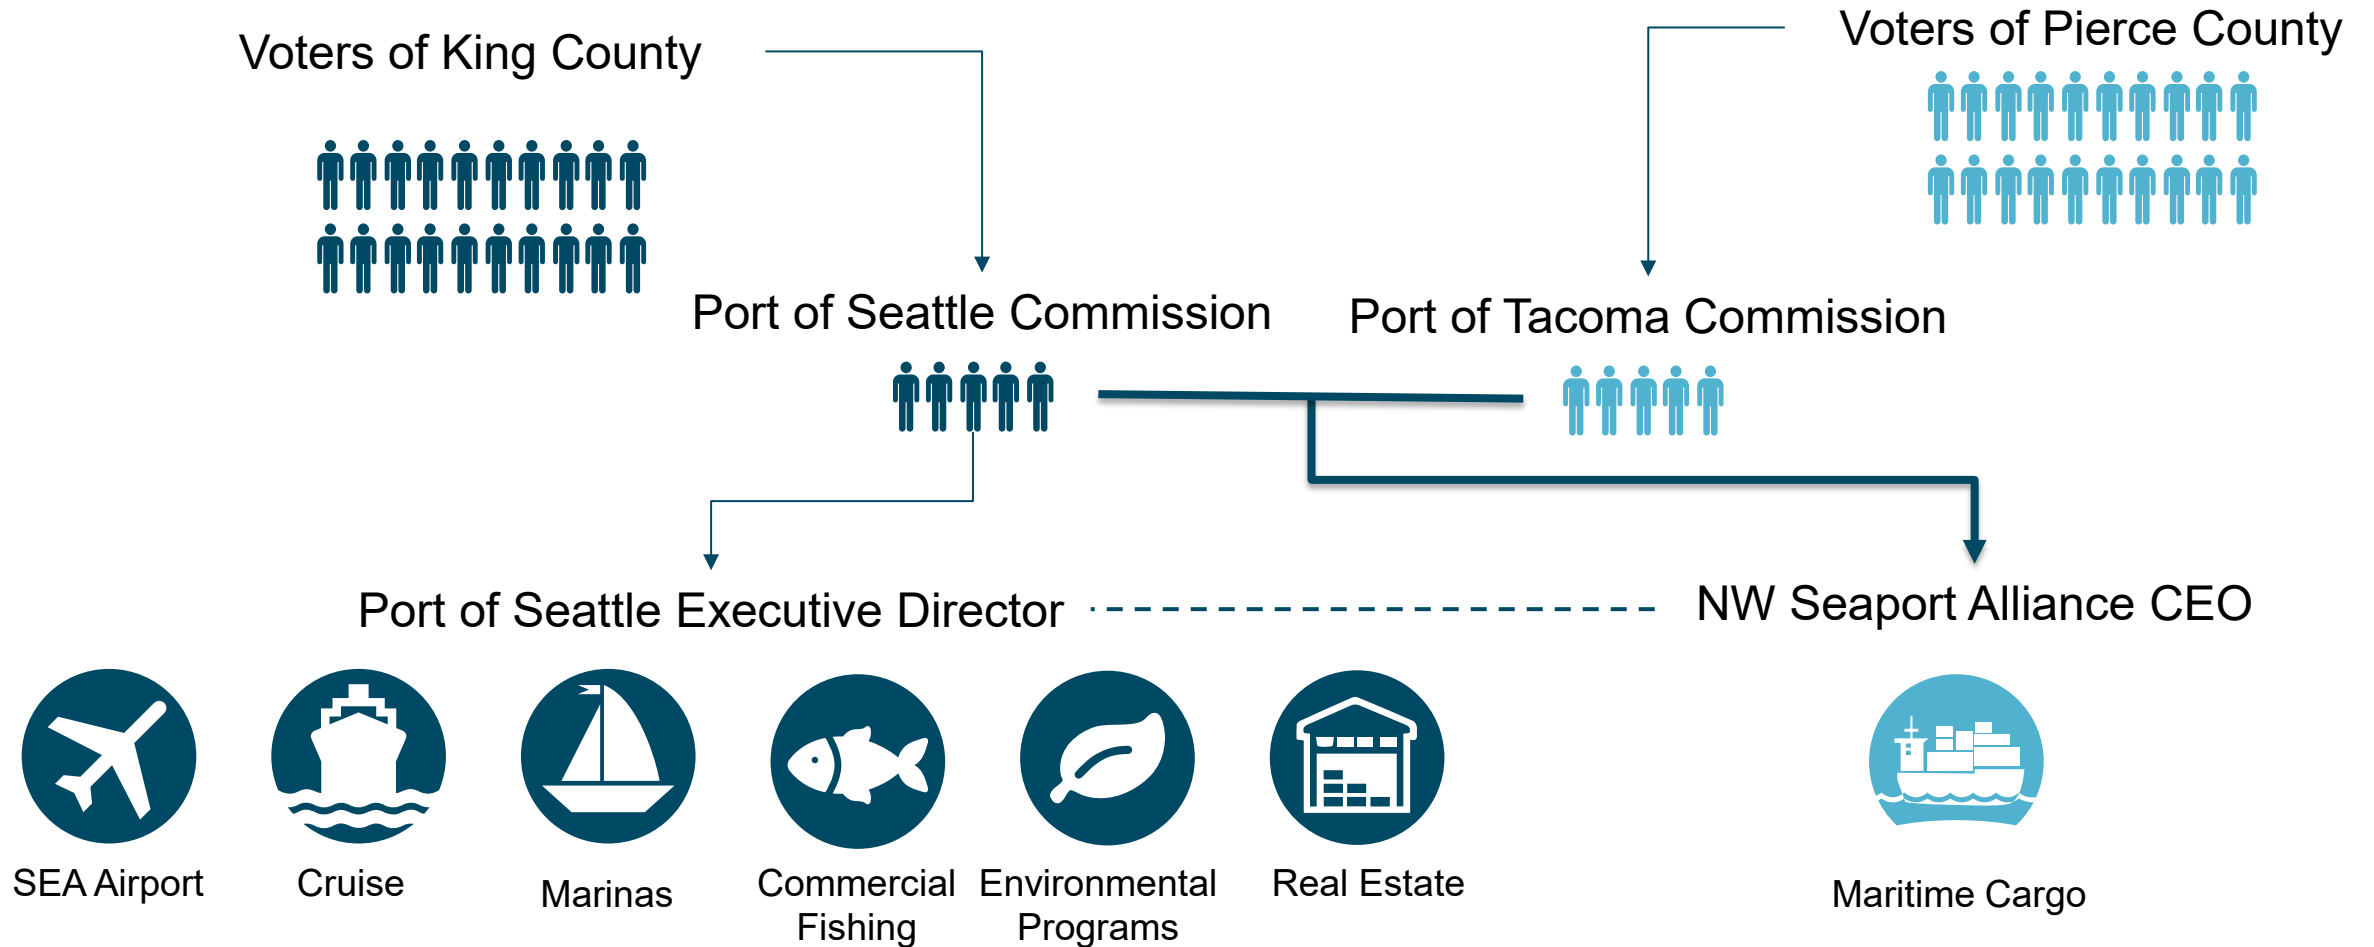 Voters of King County
Voters of Pierce County
Port of Seattle Commission
Port of Tacoma Commission
Port of Seattle Executive Director
NW Seaport Alliance CEO
SEA Airport
Cruise
Marinas
Commercial
Fishing
Environmental
Programs
Real Estate
Maritime Cargo